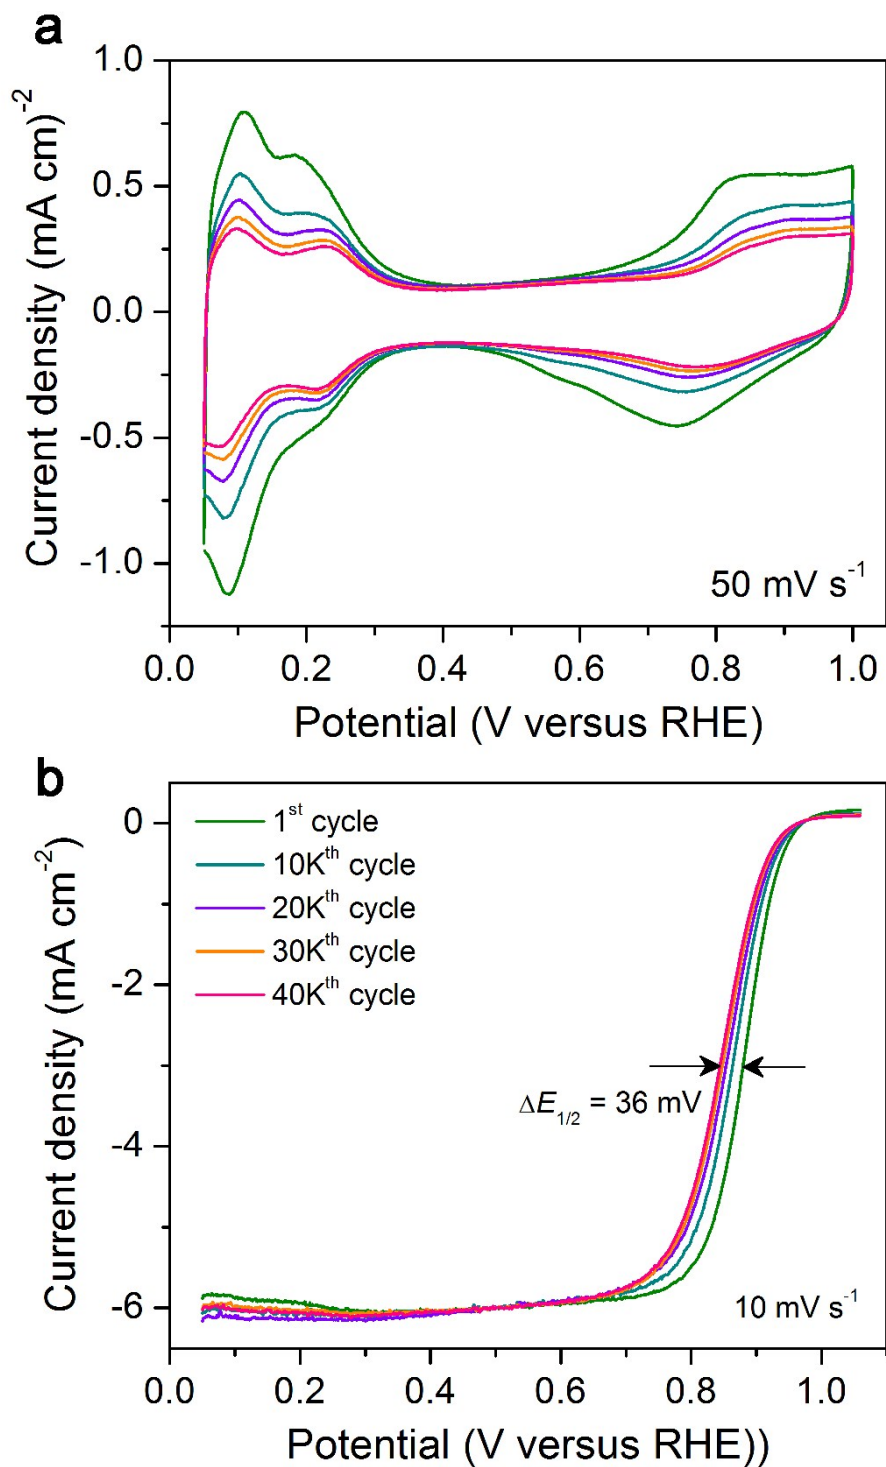 a
1.0
0.5
0.0
-0.5
-1.0
Current density (mA cm)⁻²
50 mV s⁻¹
0.0 0.2 0.4 0.6 0.8 1.0
Potential (V versus RHE)
b
0
-2
-4
-6
Current density (mA cm⁻²)
1ˢᵗ cycle
10Kᵗʰ cycle
20Kᵗʰ cycle
30Kᵗʰ cycle
40Kᵗʰ cycle
ΔE₁/₂ = 36 mV
10 mV s⁻¹
0.0 0.2 0.4 0.6 0.8 1.0
Potential (V versus RHE))